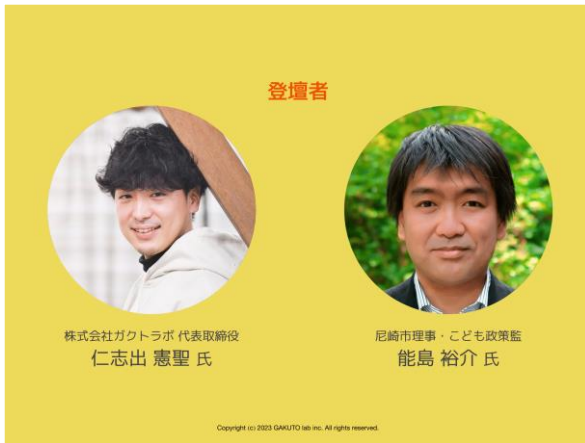 登壇者
株式会社ガクトラボ 代表取締役
仁志出 憲聖 氏
尼崎市理事・こども政策監
能島 裕介 氏
Copyright (c) 2023 GAKUTO lab inc. All rights reserved.